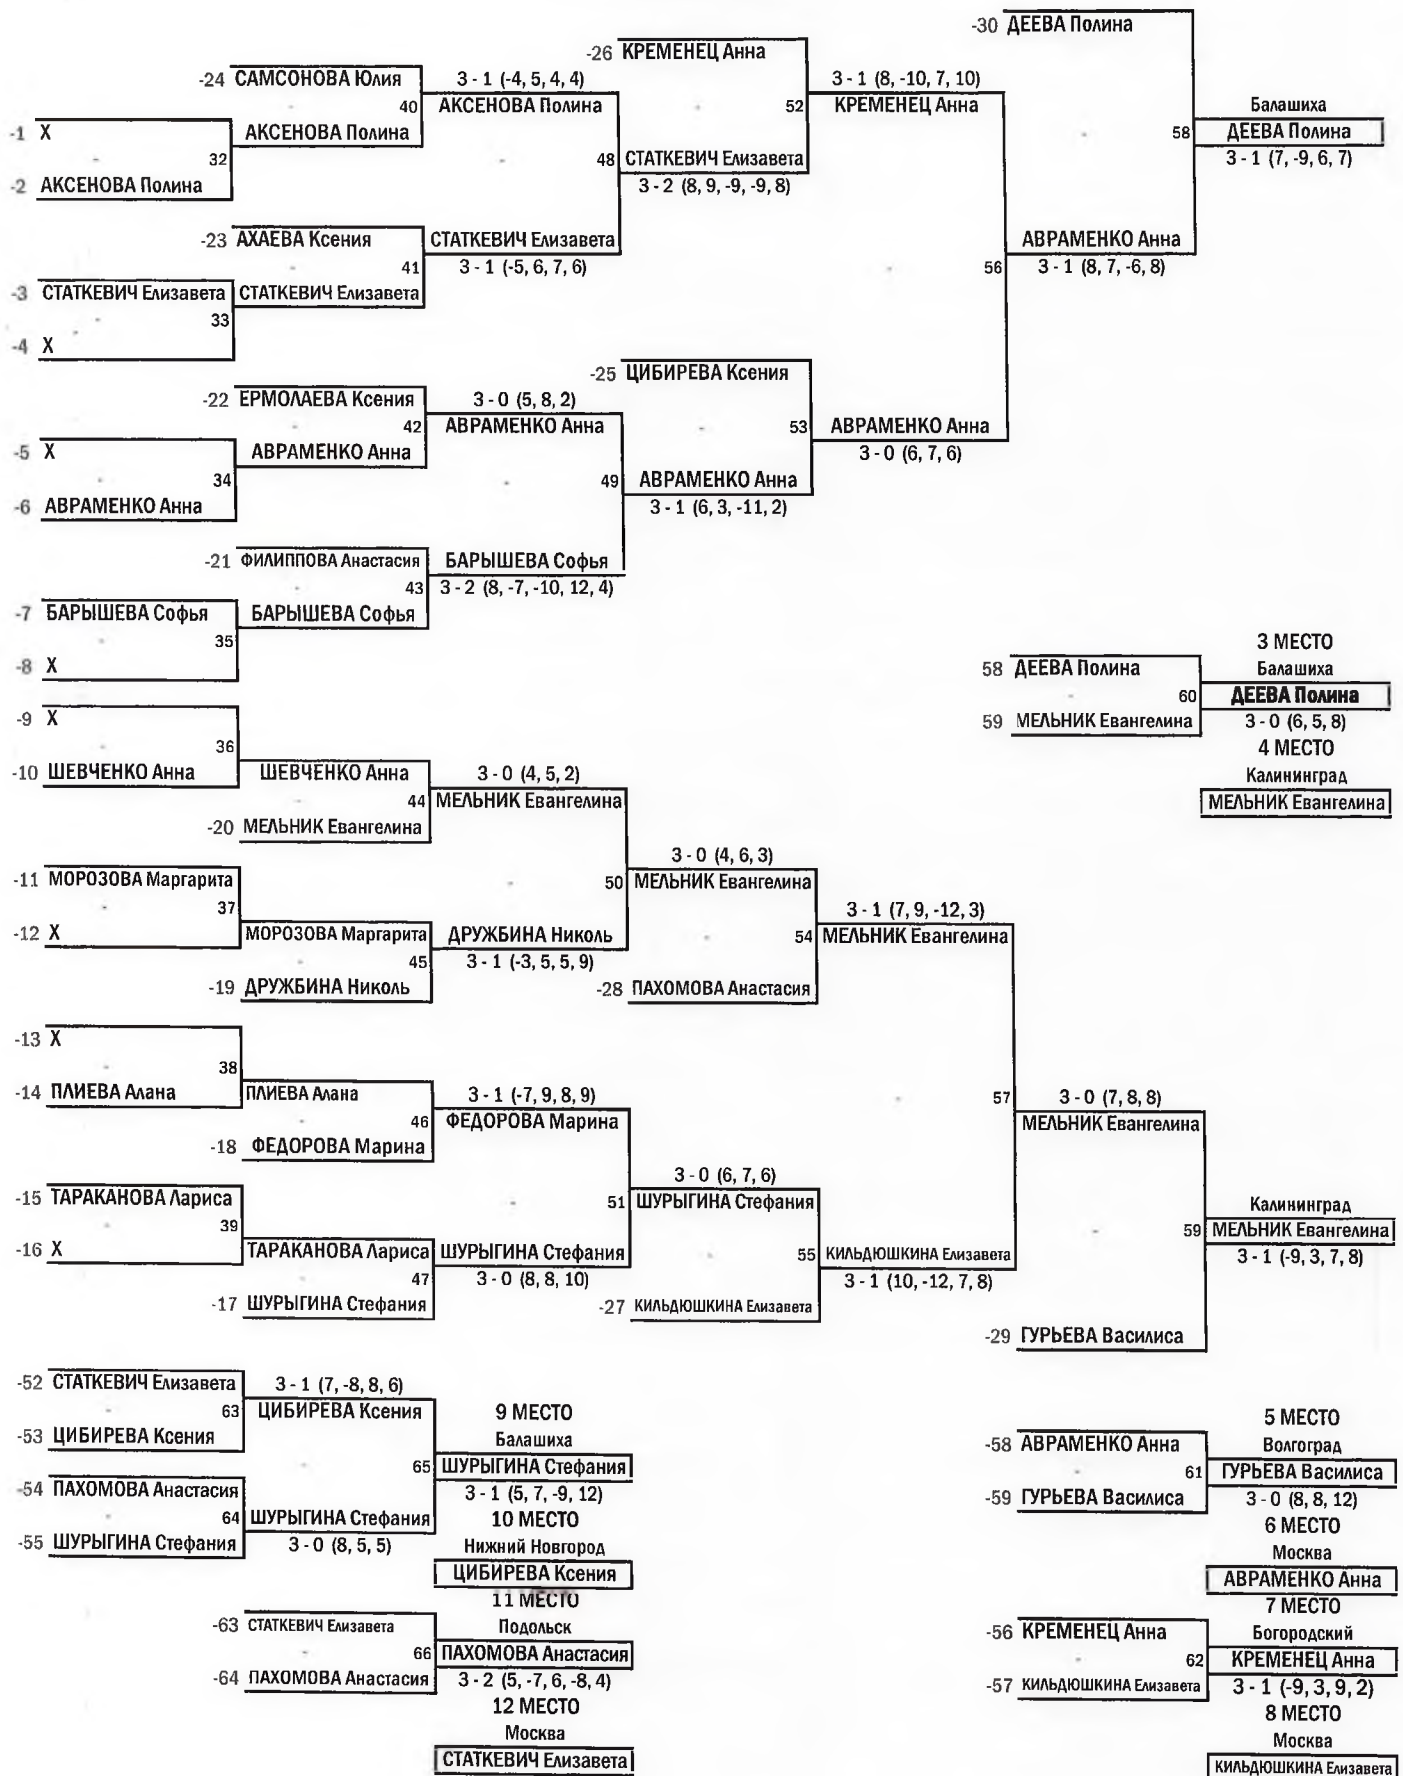 -30 ДЕЕВА Полина
-26 КРЕМЕНЕЦ Анна
-24 САМСОНОВА Юлия
3 - 1 (-4, 5, 4, 4)
3 - 1 (8, -10, 7, 10)
40 АКСЕНОВА Полина
52 КРЕМЕНЕЦ Анна
Балашиха
-1 X
АКСЕНОВА Полина
58 ДЕЕВА Полина
32
48 СТАТКЕВИЧ Елизавета
3 - 1 (7, -9, 6, 7)
-2 АКСЕНОВА Полина
3 - 2 (8, 9, -9, -9, 8)
-23 АХАЕВА Ксения
СТАТКЕВИЧ Елизавета
АВРАМЕНКО Анна
41
3 - 1 (-5, 6, 7, 6)
56
3 - 1 (8, 7, -6, 8)
-3 СТАТКЕВИЧ Елизавета
СТАТКЕВИЧ Елизавета
33
-4 X
-25 ЦИБИРЕВА Ксения
-22 ЕРМОЛАЕВА Ксения
3 - 0 (5, 8, 2)
42 АВРАМЕНКО Анна
53 АВРАМЕНКО Анна
-5 X
АВРАМЕНКО Анна
3 - 0 (6, 7, 6)
34
49 АВРАМЕНКО Анна
-6 АВРАМЕНКО Анна
3 - 1 (6, 3, -11, 2)
-21 ФИЛИППОВА Анастасия
БАРЫШЕВА Софья
43
3 - 2 (8, -7, -10, 12, 4)
-7 БАРЫШЕВА Софья
БАРЫШЕВА Софья
35
3 МЕСТО
-8 X
58 ДЕЕВА Полина
Балашиха
60 ДЕЕВА Полина
-9 X
59 МЕЛЬНИК Евангелина
3 - 0 (6, 5, 8)
36
4 МЕСТО
-10 ШЕВЧЕНКО Анна
ШЕВЧЕНКО Анна
3 - 0 (4, 5, 2)
Калининград
44 МЕЛЬНИК Евангелина
МЕЛЬНИК Евангелина
-20 МЕЛЬНИК Евангелина
3 - 0 (4, 6, 3)
-11 МОРОЗОВА Маргарита
50 МЕЛЬНИК Евангелина
37
3 - 1 (7, 9, -12, 3)
-12 X
МОРОЗОВА Маргарита
ДРУЖБИНА Николь
54 МЕЛЬНИК Евангелина
45
3 - 1 (-3, 5, 5, 9)
-19 ДРУЖБИНА Николь
-28 ПАХОМОВА Анастасия
-13 X
38
-14 ПЛИЕВА Алана
ПЛИЕВА Алана
3 - 1 (-7, 9, 8, 9)
57
3 - 0 (7, 8, 8)
46 ФЕДОРОВА Марина
МЕЛЬНИК Евангелина
-18 ФЕДОРОВА Марина
3 - 0 (6, 7, 6)
-15 ТАРАКАНОВА Лариса
51 ШУРЫГИНА Стефания
Калининград
39
59 МЕЛЬНИК Евангелина
-16 X
ТАРАКАНОВА Лариса
ШУРЫГИНА Стефания
55 КИЛЬДЮШКИНА Елизавета
3 - 1 (-9, 3, 7, 8)
47
3 - 0 (8, 8, 10)
3 - 1 (10, -12, 7, 8)
-17 ШУРЫГИНА Стефания
-27 КИЛЬДЮШКИНА Елизавета
-29 ГУРЬЕВА Василиса
-52 СТАТКЕВИЧ Елизавета
3 - 1 (7, -8, 8, 6)
63 ЦИБИРЕВА Ксения
9 МЕСТО
5 МЕСТО
-53 ЦИБИРЕВА Ксения
Балашиха
-58 АВРАМЕНКО Анна
Волгоград
65 ШУРЫГИНА Стефания
61 ГУРЬЕВА Василиса
-54 ПАХОМОВА Анастасия
3 - 1 (5, 7, -9, 12)
-59 ГУРЬЕВА Василиса
3 - 0 (8, 8, 12)
64 ШУРЫГИНА Стефания
10 МЕСТО
6 МЕСТО
-55 ШУРЫГИНА Стефания
3 - 0 (8, 5, 5)
Нижний Новгород
Москва
ЦИБИРЕВА Ксения
АВРАМЕНКО Анна
11 МЕСТО
7 МЕСТО
-63 СТАТКЕВИЧ Елизавета
Подольск
-56 КРЕМЕНЕЦ Анна
Богородский
66 ПАХОМОВА Анастасия
62 КРЕМЕНЕЦ Анна
-64 ПАХОМОВА Анастасия
3 - 2 (5, -7, 6, -8, 4)
-57 КИЛЬДЮШКИНА Елизавета
3 - 1 (-9, 3, 9, 2)
12 МЕСТО
8 МЕСТО
Москва
Москва
СТАТКЕВИЧ Елизавета
КИЛЬДЮШКИНА Елизавета